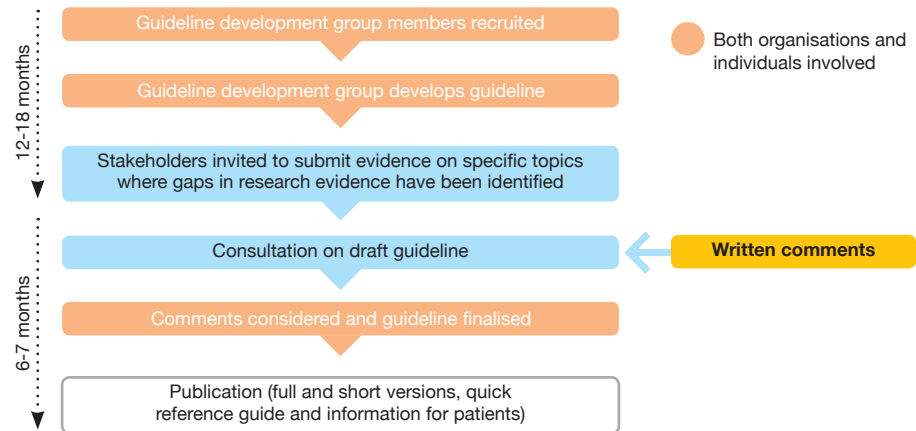 Guideline development group members recruited
Both organisations and
individuals involved
Guideline development group develops guideline
12-18 months
Stakeholders invited to submit evidence on specific topics
where gaps in research evidence have been identified
Consultation on draft guideline
Written comments
6-7 months
Comments considered and guideline finalised
Publication (full and short versions, quick
reference guide and information for patients)